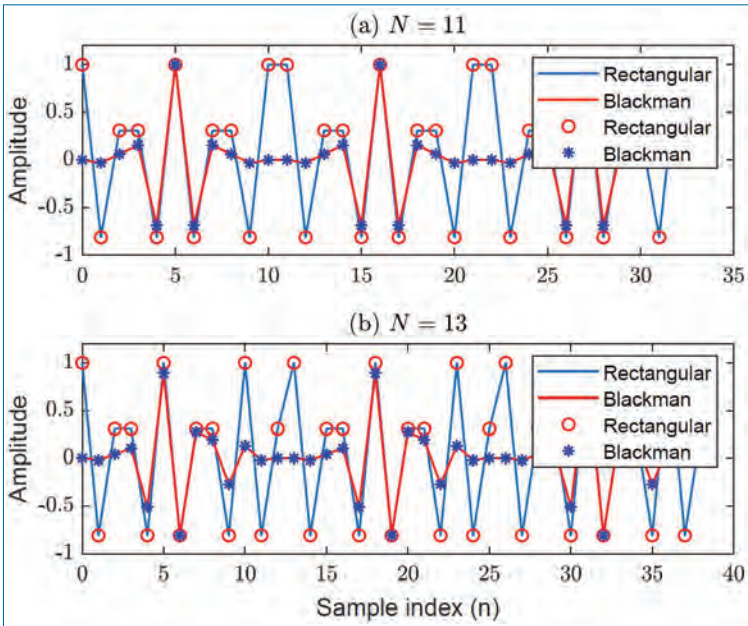 (a) N = 11
1
0.5
0
-0.5
-1
Amplitude
0 5 10 15 20 25 30 35
Rectangular
Blackman
Rectangular
Blackman
(b) N = 13
1
0.5
0
-0.5
-1
Amplitude
0 5 10 15 20 25 30 35 40
Rectangular
Blackman
Rectangular
Blackman
Sample index (n)